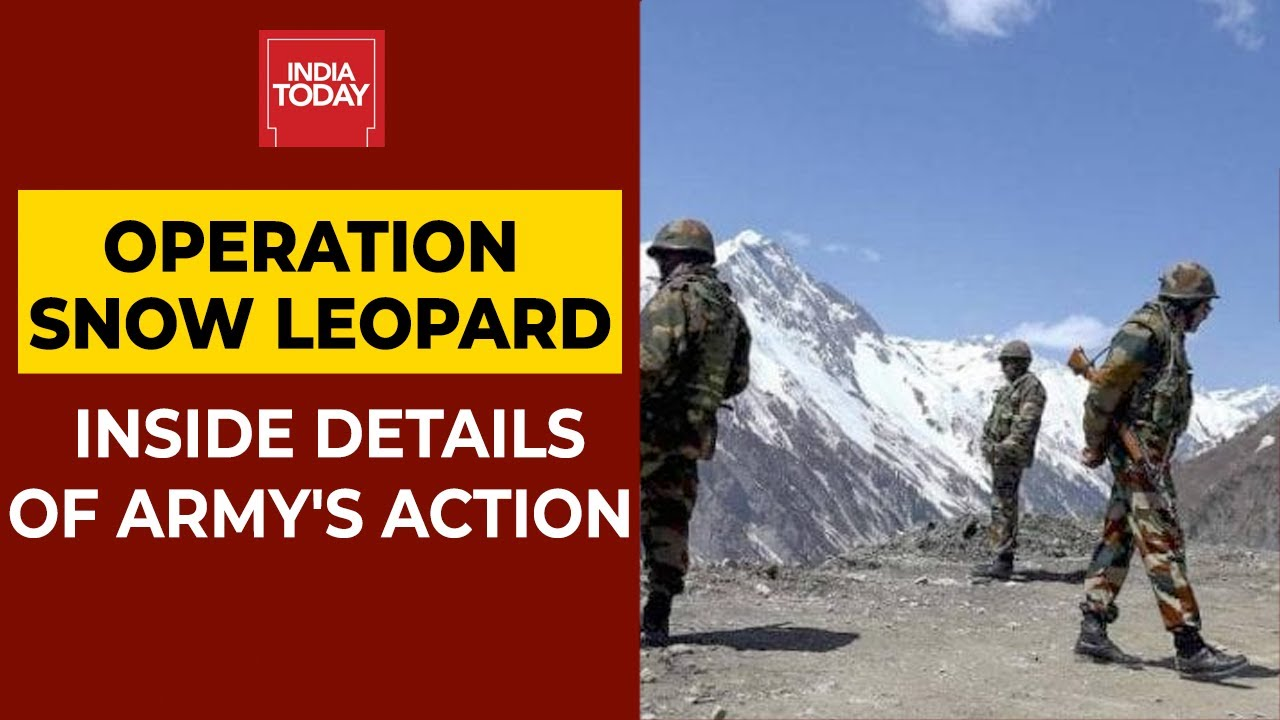 INDIA
TODAY
OPERATION
SNOW LEOPARD
INSIDE DETAILS
OF ARMY'S ACTION